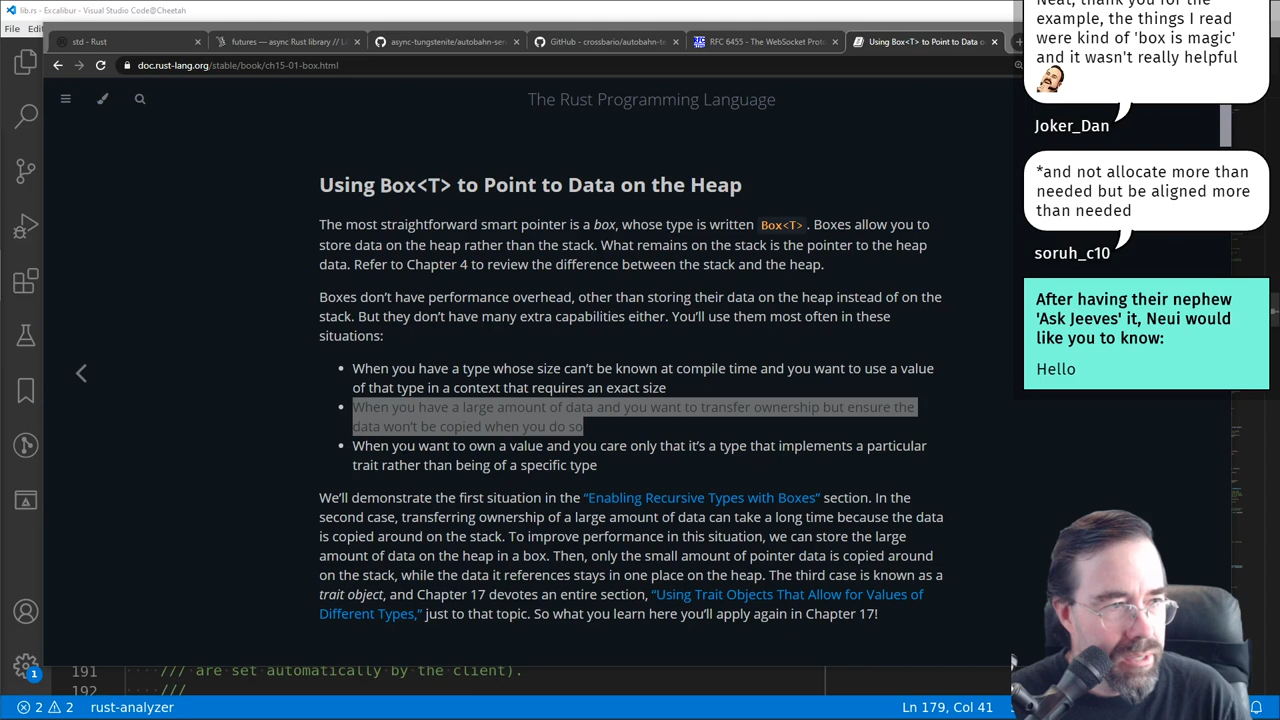 lib.rs - Excalibur - Visual Studio Code@Cheetah
File
std - Rust
futures — async Rust library // L
async-tungstenite/autobahn-ser
GitHub - crossbario/autobahn-te
RFC 6455 - The WebSocket Proto
Using Box<T> to Point to Data o
doc.rust-lang.org/stable/book/ch15-01-box.html
The Rust Programming Language
Using Box<T> to Point to Data on the Heap
The most straightforward smart pointer is a box, whose type is written Box<T>. Boxes allow you to
store data on the heap rather than the stack. What remains on the stack is the pointer to the heap
data. Refer to Chapter 4 to review the difference between the stack and the heap.
Boxes don’t have performance overhead, other than storing their data on the heap instead of on the
stack. But they don’t have many extra capabilities either. You’ll use them most often in these
situations:
• When you have a type whose size can’t be known at compile time and you want to use a value
of that type in a context that requires an exact size
• When you have a large amount of data and you want to transfer ownership but ensure the
data won’t be copied when you do so
• When you want to own a value and you care only that it’s a type that implements a particular
trait rather than being of a specific type
We’ll demonstrate the first situation in the “Enabling Recursive Types with Boxes” section. In the
second case, transferring ownership of a large amount of data can take a long time because the data
is copied around on the stack. To improve performance in this situation, we can store the large
amount of data on the heap in a box. Then, only the small amount of pointer data is copied around
on the stack, while the data it references stays in one place on the heap. The third case is known as a
trait object, and Chapter 17 devotes an entire section, “Using Trait Objects That Allow for Values of
Different Types,” just to that topic. So what you learn here you’ll apply again in Chapter 17!
191 /// are set automatically by the client).
192 ///
2 2 rust-analyzer
Ln 179, Col 41
1
Neat, thank you for the
example, the things I read
were kind of 'box is magic'
and it wasn't really helpful
Joker_Dan
*and not allocate more than
needed but be aligned more
than needed
soruh_c10
After having their nephew
'Ask Jeeves' it, Neui would
like you to know:
Hello